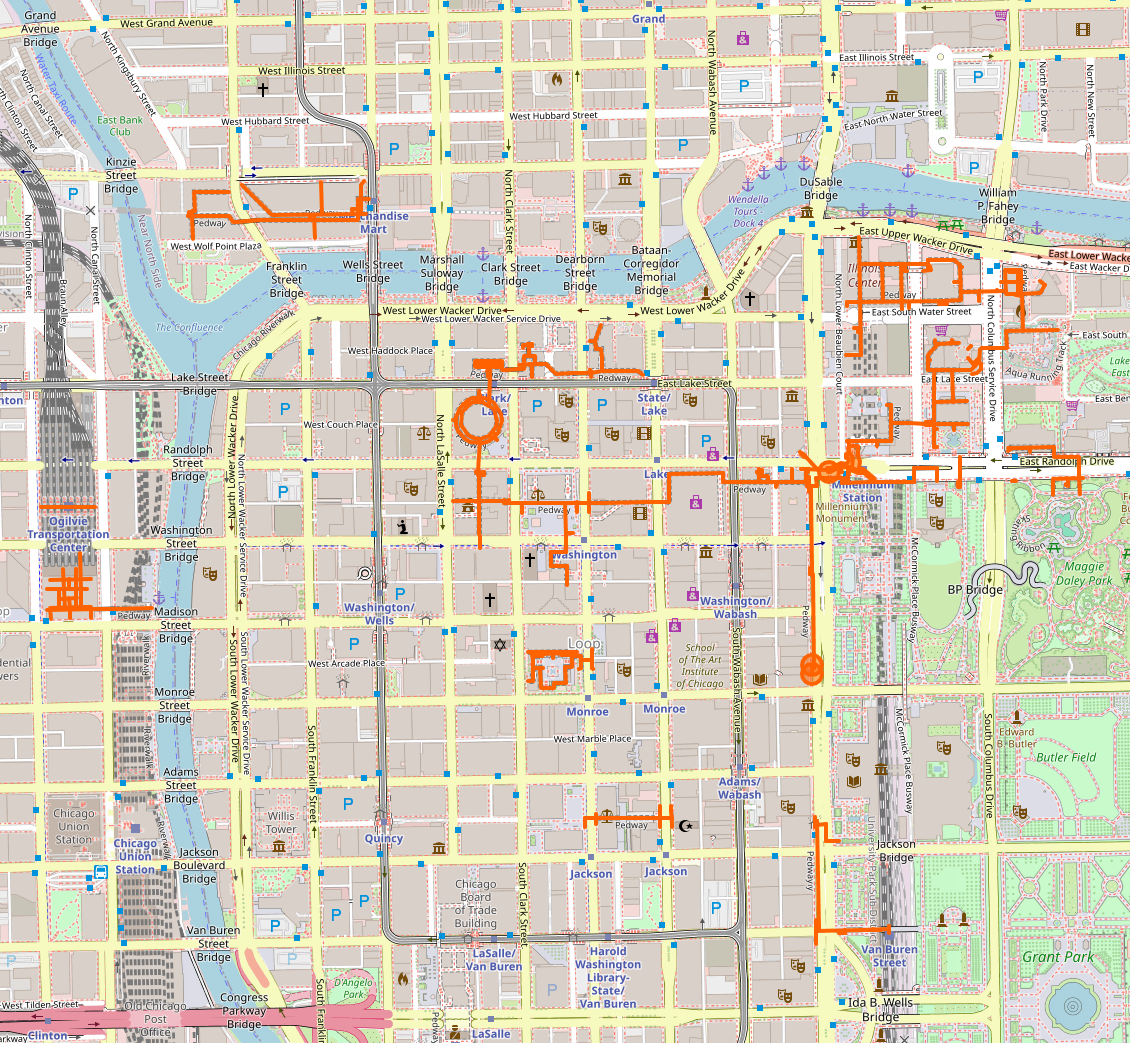 Grand
Avenue
Bridge
West Grand Avenue
Grand
North Kingsbury Street
North Canal Street
Water Taxi Route
West Illinois Street
North Wabash Avenue
East Illinois Street
North Park Drive
North New Street
East Bank
Club
West Hubbard Street
West Hubbard Street
East North Water Street
Kinzie
Street
Bridge
North Clark Street
DuSable
Bridge
William
P. Fahey
Bridge
Wendella
Tours -
Dock 4
Pedway
Mart
West Wolf Point Plaza
Near North Side
North Clinton Street
North Canal Street
Braun Alley
Franklin
Street
Bridge
Wells Street
Bridge
Marshall
Suloway
Bridge
Clark Street
Bridge
Dearborn
Street
Bridge
Bataan-
Corregidor
Memorial
Bridge
East Upper Wacker Drive
East Lower Wacke
East Wacker D
Illinois
Center
Pedway
North Lower Beaubien Court
East South Water Street
North Columbus Service Drive
East South
West Lower Wacker Drive
West Lower Wacker Service Drive
West Lower Wacker Drive
The Confluence
Chicago Riverwalk
West Haddock Place
Lake Street
Bridge
Pedway
Pedway
East Lake Street
Lake
State/
Lake
East Lake Street
Aqua Running Track
East Ben
West Couch Place
North LaSalle Street
Pedway
Randolph
Street
Bridge
North Lower Wacker Drive
North Lower Wacker Service Drive
Lake
East Randolph Drive
Pedway
Millennium
Station
Millennium
Monument
Ogilvie
Transportation
Center
Washington
Street
Bridge
Pedway
Washington
McCormick Place Busway
Skating Ribbon
Maggie
Daley Park
BP Bridge
Pedway
Madison
Street
Bridge
Washington/
Wells
Washington/
Wabash
Pedway
Loop
West Arcade Place
School
of The Art
Institute
of Chicago
South Wabash Avenue
South Lower Wacker Drive
South Lower Wacker Service Drive
Riverwalk
Monroe
Street
Bridge
Monroe
Monroe
West Marble Place
South Franklin Street
McCormick Place Busway
South Columbus Drive
Edward
B. Butler
Butler Field
Adams
Street
Bridge
Adams/
Wabash
Chicago
Union
Station
Chicago
Union
Station
Willis
Tower
Quincy
Pedway
Riverwalk
Jackson
Boulevard
Bridge
Jackson
Jackson
Pedway
Jackson
Bridge
Chicago
Board
of Trade
Building
South Clark Street
Van Buren
Street
Bridge
LaSalle/
Van Buren
Harold
Washington
Library-
State/
Van Buren
Van Buren
Street
Grant Park
D'Angelo
Park
West Tilden Street
Old Chicago
Post
Office
Congress
Parkway
Bridge
Clinton
Pedway
LaSalle
Ida B. Wells
Bridge